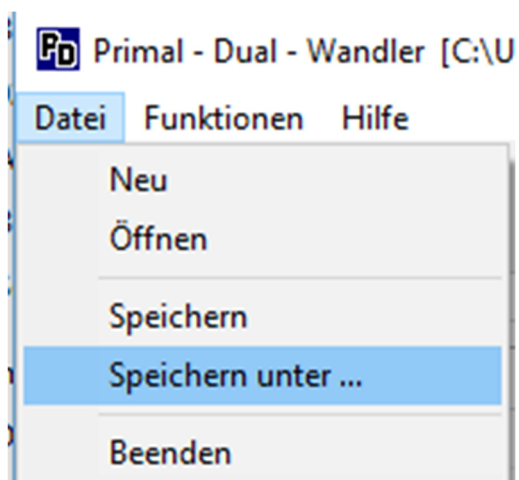 PD Primal - Dual - Wandler [C:\U
Datei Funktionen Hilfe
Neu
Öffnen
Speichern
Speichern unter ...
Beenden